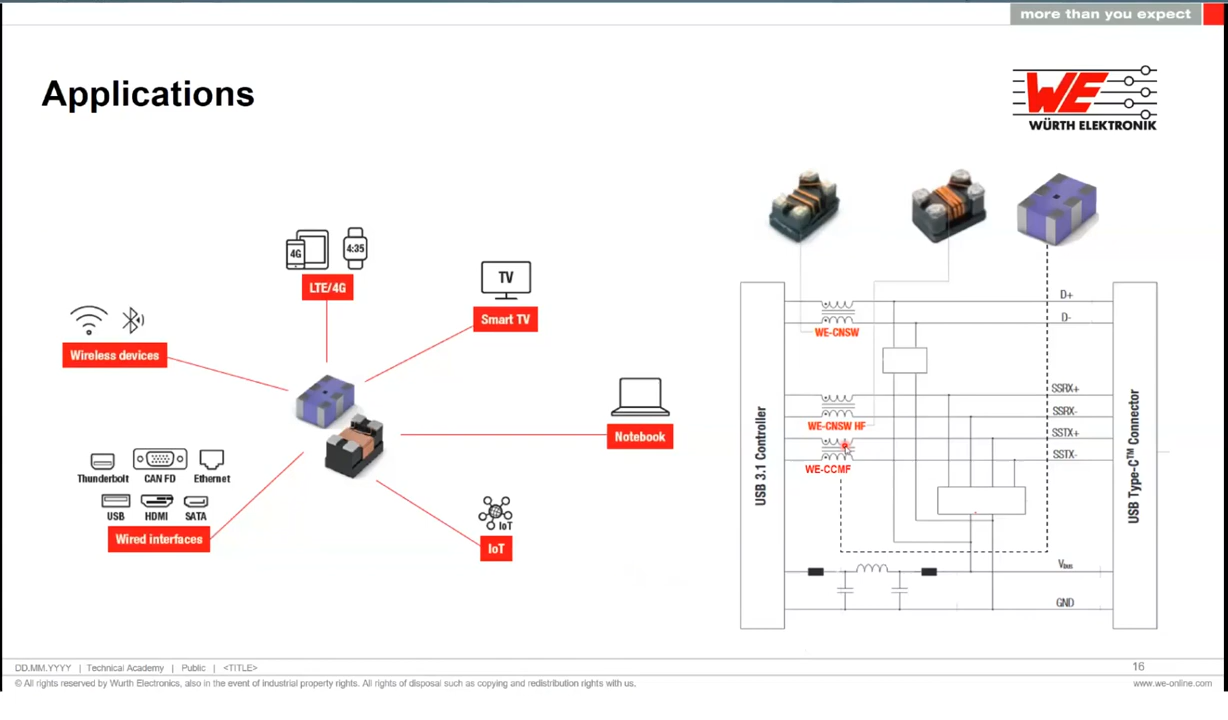 more than you expect
Applications
WE
WÜRTH ELEKTRONIK
4G
4:35
LTE/4G
TV
Smart TV
Wireless devices
Notebook
Thunderbolt
CAN FD
Ethernet
USB
HDMI
SATA
Wired interfaces
IoT
IoT
USB 3.1 Controller
D+
D-
WE-CNSW
SSRX+
SSRX-
WE-CNSW HF
SSTX+
SSTX-
WE-CCMF
Vbus
GND
USB Type-C™ Connector
DD.MM.YYYY | Technical Academy | Public | <TITLE>
16
© All rights reserved by Wurth Electronics, also in the event of industrial property rights. All rights of disposal such as copying and redistribution rights with us.
www.we-online.com